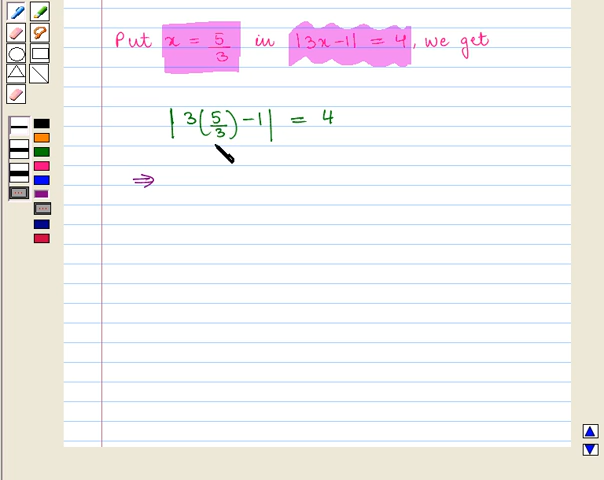 Put x = 5/3 in |3x-1| = 4, we get
|3(5/3)-1| = 4
⇒